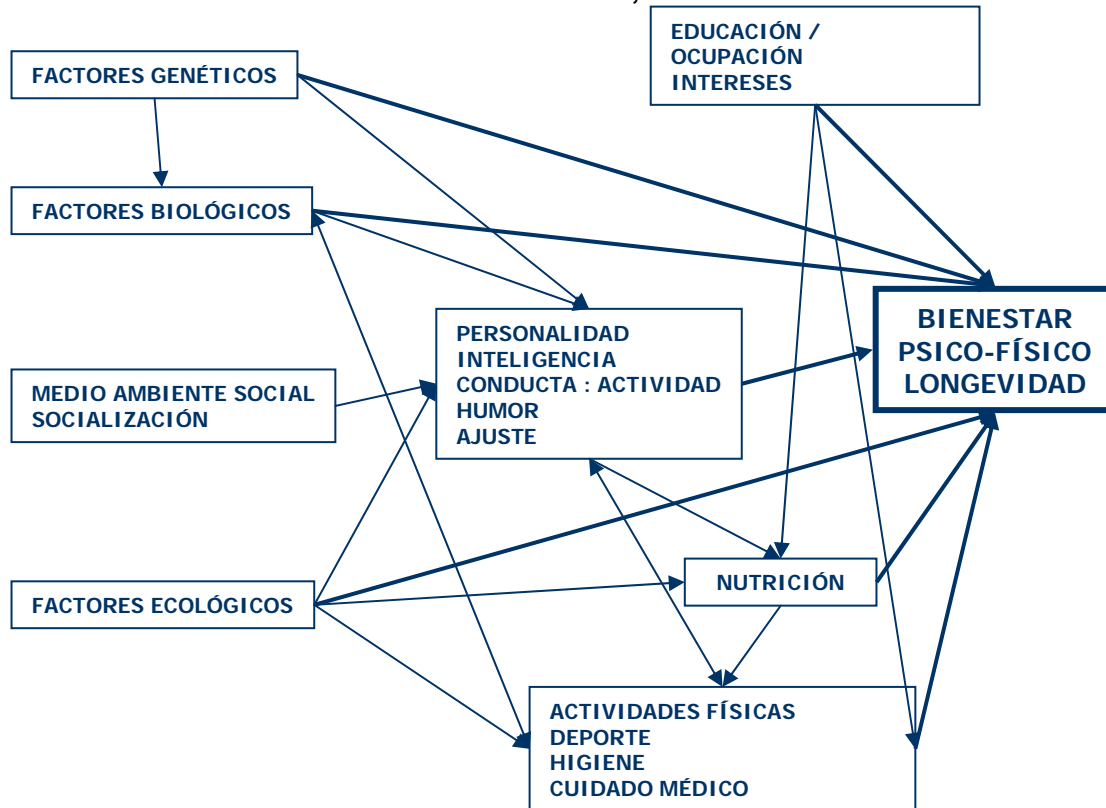 EDUCACIÓN /
OCUPACIÓN
INTERESES
FACTORES GENÉTICOS
FACTORES BIOLÓGICOS
PERSONALIDAD
INTELIGENCIA
CONDUCTA : ACTIVIDAD
HUMOR
AJUSTE
BIENESTAR
PSICO-FÍSICO
LONGEVIDAD
MEDIO AMBIENTE SOCIAL
SOCIALIZACIÓN
FACTORES ECOLÓGICOS
NUTRICIÓN
ACTIVIDADES FÍSICAS
DEPORTE
HIGIENE
CUIDADO MÉDICO